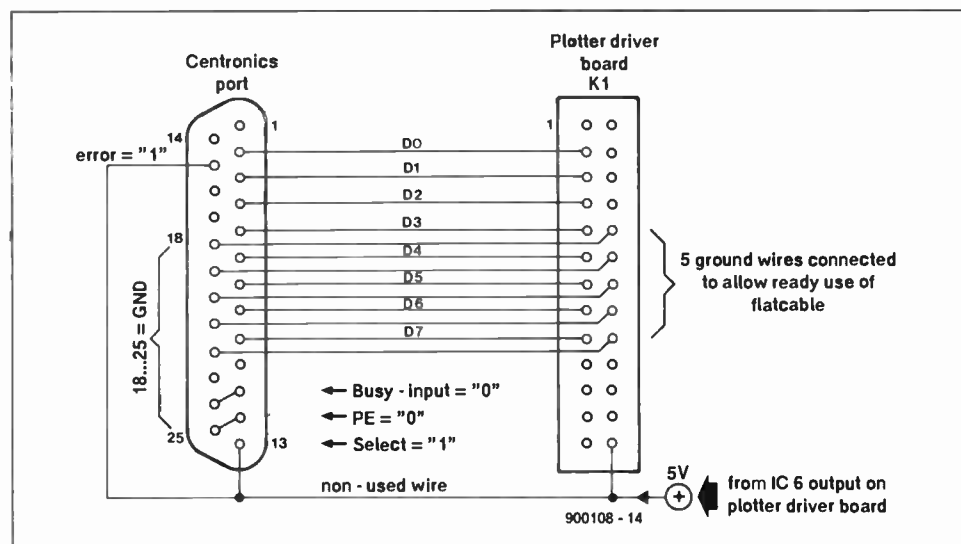 Centronics
port
Plotter driver
board
K1
1
14
error = "1"
18
18...25 = GND
25
13
D0
D1
D2
D3
D4
D5
D6
D7
1
5 ground wires connected
to allow ready use of
flatcable
Busy - input = "0"
PE = "0"
Select = "1"
non - used wire
5V
+
from IC 6 output on
plotter driver board
900108 - 14